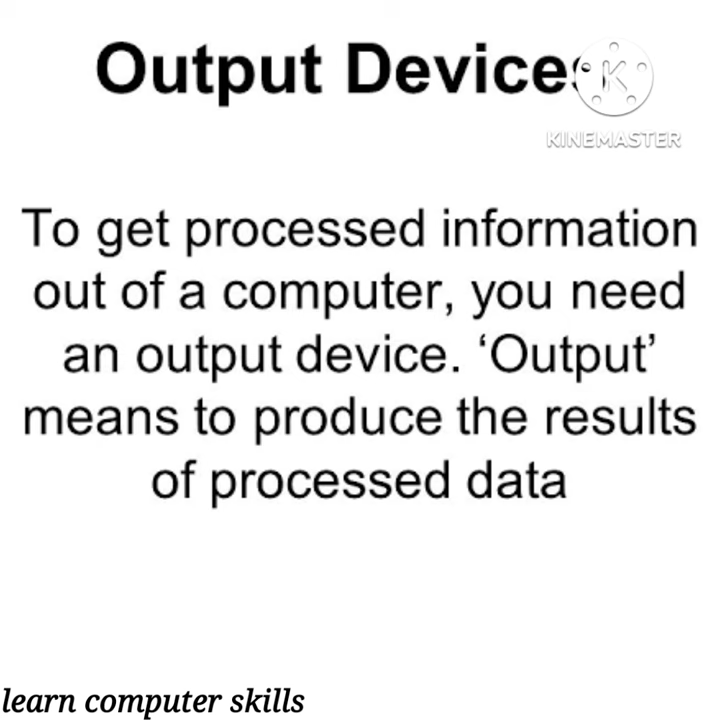 Output Devices
KINEMASTER
To get processed information
out of a computer, you need
an output device. ‘Output’
means to produce the results
of processed data
learn computer skills